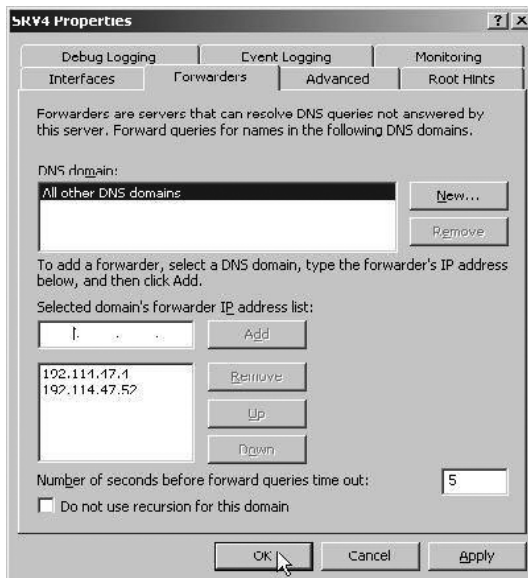 SRV4 Properties
Debug Logging
Event Logging
Monitoring
Interfaces
Forwarders
Advanced
Root Hints
Forwarders are servers that can resolve DNS queries not answered by
this server. Forward queries for names in the following DNS domains.
DNS domain:
All other DNS domains
New...
Remove
To add a forwarder, select a DNS domain, type the forwarder's IP address
below, and then click Add.
Selected domain's forwarder IP address list:
Add
192.114.47.4
192.114.47.52
Remove
Up
Down
Number of seconds before forward queries time out:
5
Do not use recursion for this domain
OK
Cancel
Apply